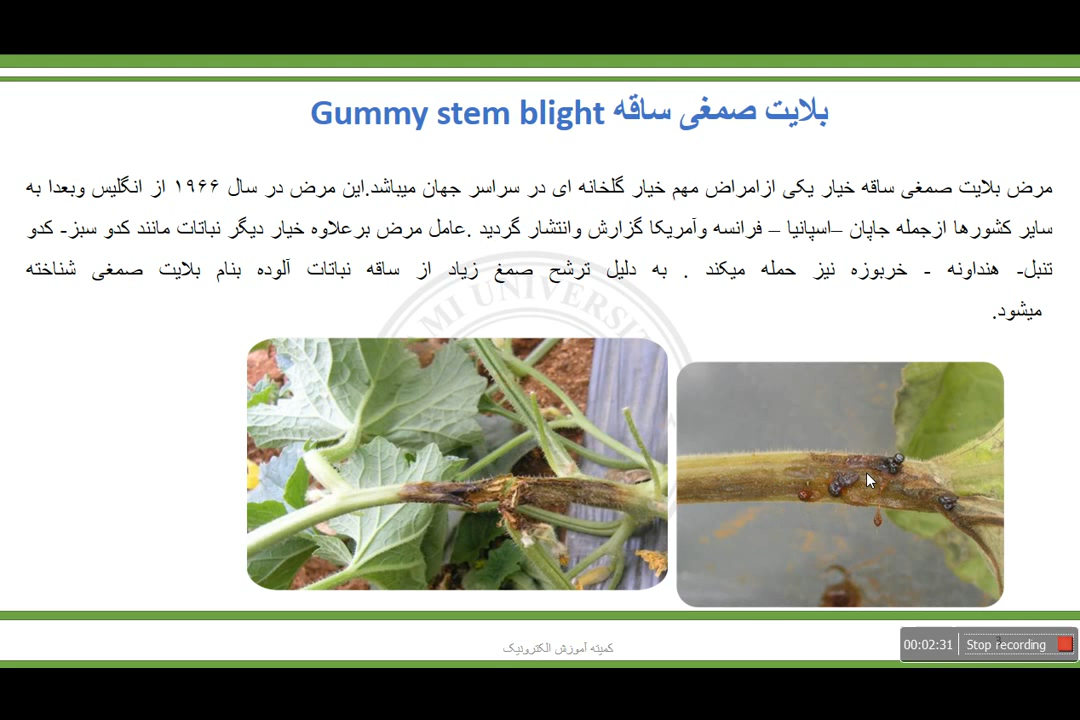 بلایت صمغی ساقه Gummy stem blight
مرض بلایت صمغی ساقه خیار یکی ازامراض مهم خیار گلخانه ای در سراسر جهان میباشد.این مرض در سال ۱۹۶۶ از انگلیس وبعدا به
سایر کشورها ازجمله جاپان –اسپانیا – فرانسه وآمریکا گزارش وانتشار گردید .عامل مرض برعلاوه خیار دیگر نباتات مانند کدو سبز- کدو
تنبل- هنداونه - خربوزه نیز حمله میکند . به دلیل ترشح صمغ زیاد از ساقه نباتات آلوده بنام بلایت صمغی شناخته
میشود.
MI UNIVERSIT
کمیته آموزش الکترونیک
00:02:31 Stop recording